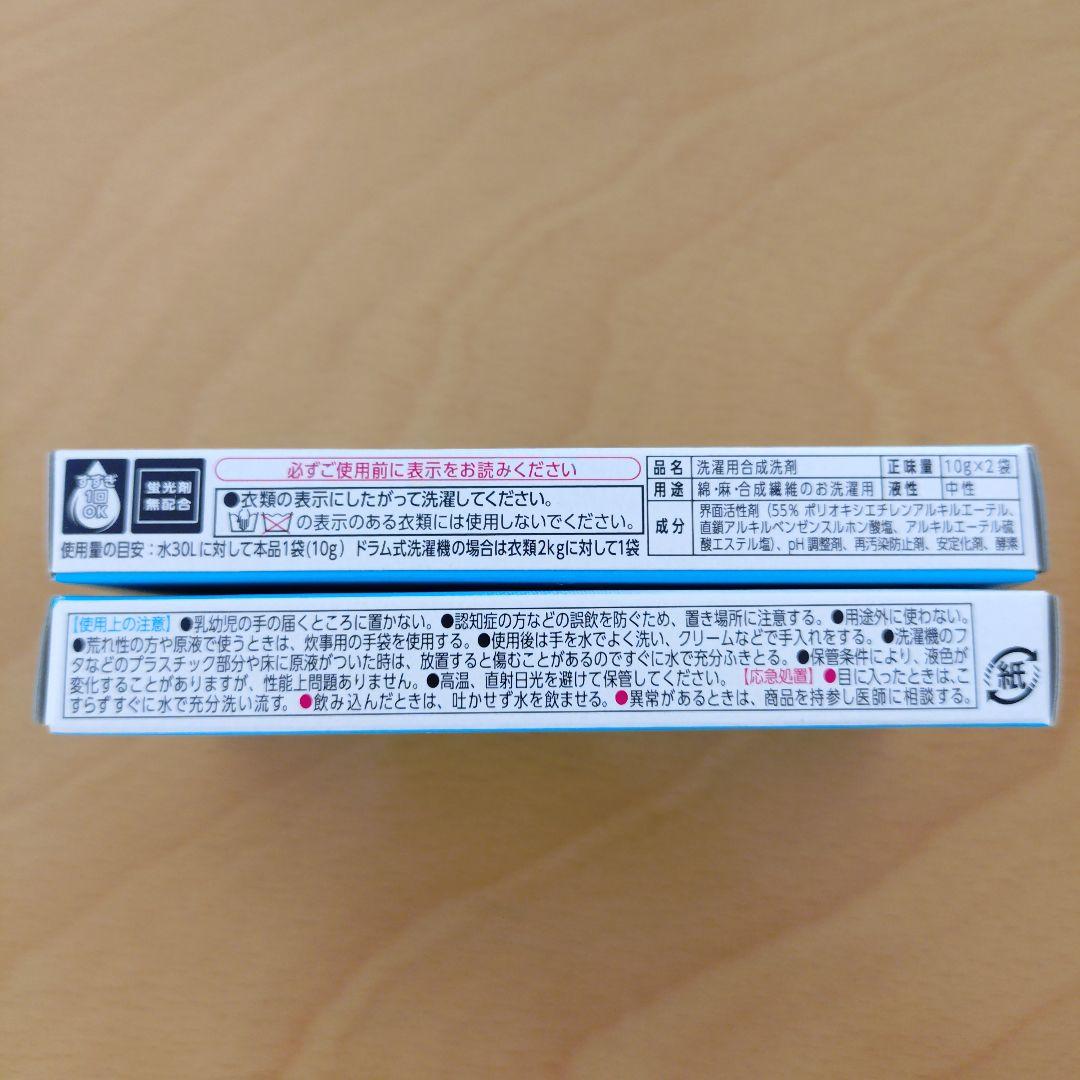 すすぎ
1回
OK
蛍光剤
無配合
必ずご使用前に表示をお読みください
●衣類の表示にしたがって洗濯してください。
の表示のある衣類には使用しないでください。
使用量の目安：水30Lに対して本品1袋(10g) ドラム式洗濯機の場合は衣類2kgに対して1袋
品名 洗濯用合成洗剤 正味量 10g×2袋
用途 綿・麻・合成繊維のお洗濯用 液性 中性
成分 界面活性剤（55% ポリオキシエチレンアルキルエーテル、
直鎖アルキルベンゼンスルホン酸塩、アルキルエーテル硫
酸エステル塩）、pH調整剤、再汚染防止剤、安定化剤、酵素
【使用上の注意】●乳幼児の手の届くところに置かない。●認知症の方などの誤飲を防ぐため、置き場所に注意する。●用途外に使わない。
●荒れ性の方や原液で使うときは、炊事用の手袋を使用する。●使用後は手を水でよく洗い、クリームなどで手入れをする。●洗濯機のフ
タなどのプラスチック部分や床に原液がついた時は、放置すると傷むことがあるのですぐに水で充分ふきとる。●保管条件により、液色が
変化することがありますが、性能上問題ありません。●高温、直射日光を避けて保管してください。【応急処置】●目に入ったときは、こ
すらずすぐに水で充分洗い流す。●飲み込んだときは、吐かせず水を飲ませる。●異常があるときは、商品を持参し医師に相談する。
紙